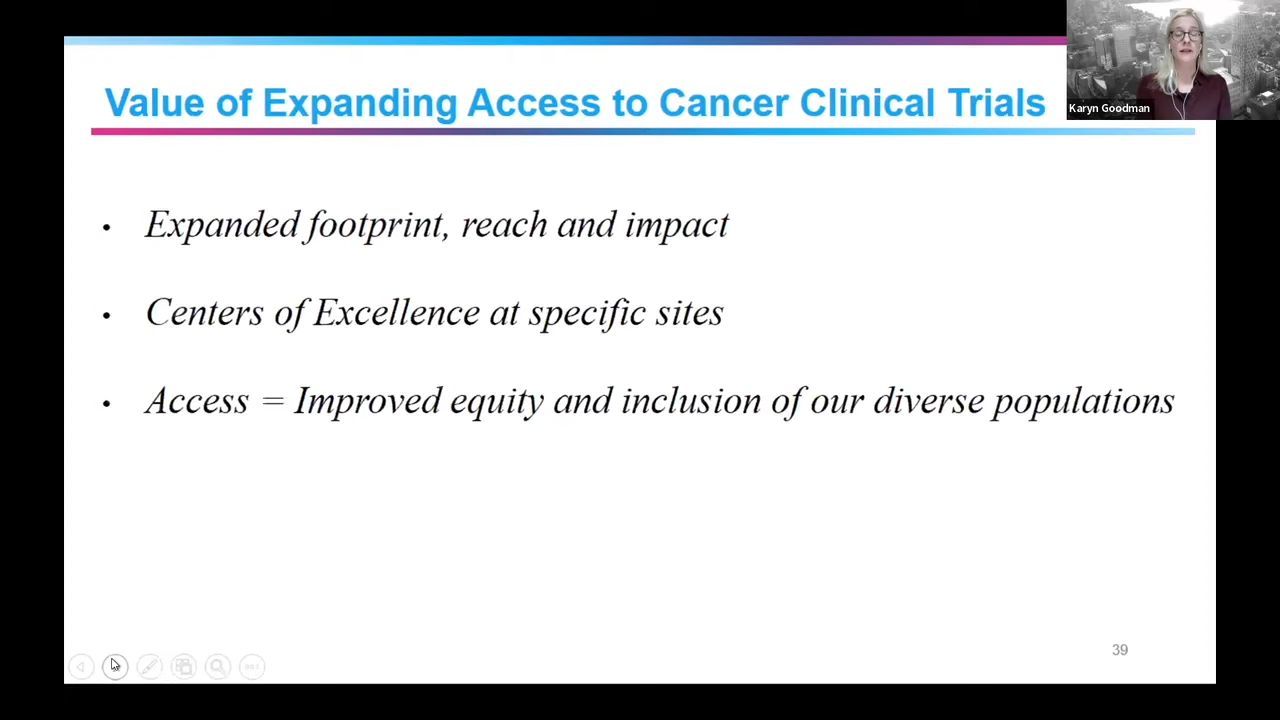 Value of Expanding Access to Cancer Clinical Trials
Karyn Goodman
• Expanded footprint, reach and impact
• Centers of Excellence at specific sites
• Access = Improved equity and inclusion of our diverse populations
39